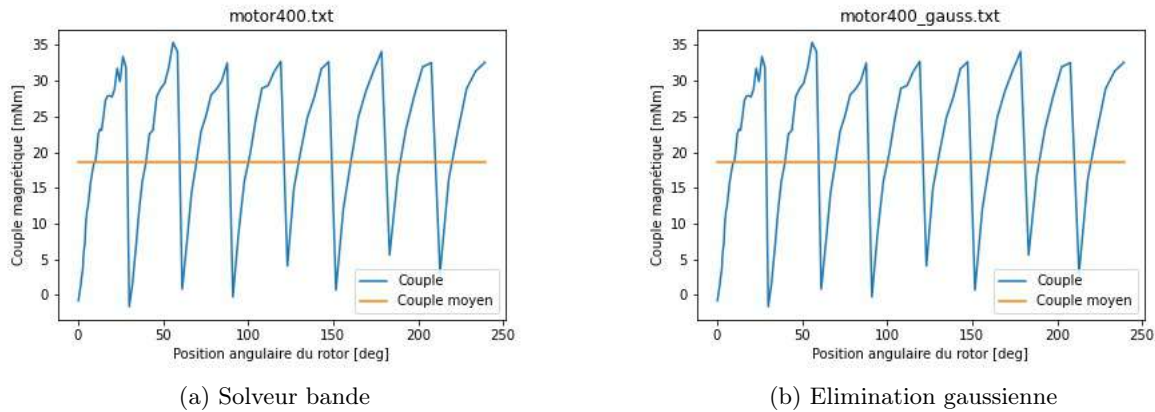 motor400.txt
35
30
25
20
15
10
5
0
Couple magnétique [mNm]
0
50
100
150
200
250
Position angulaire du rotor [deg]
Couple
Couple moyen
(a) Solveur bande
motor400_gauss.txt
35
30
25
20
15
10
5
0
Couple magnétique [mNm]
0
50
100
150
200
250
Position angulaire du rotor [deg]
Couple
Couple moyen
(b) Elimination gaussienne